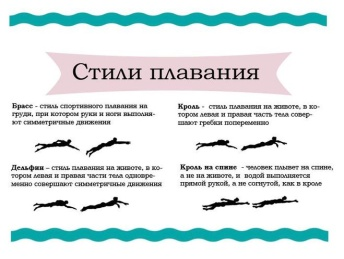 Стили плавания
Брасс - стиль спортивного плавания на
груди, при котором руки и ноги выполня-
ют симметричные движения
Кроль - стиль плавания на животе, в ко-
тором левая и правая часть тела совер-
шают гребки попеременно
Дельфин – стиль плавания на животе, в ко-
тором левая и правая части тела одновре-
менно совершают симметричные движения
Кроль на спине - человек плывет на спине,
а не на животе, и водой выполняется
прямой рукой, а не согнутой, как в кроле